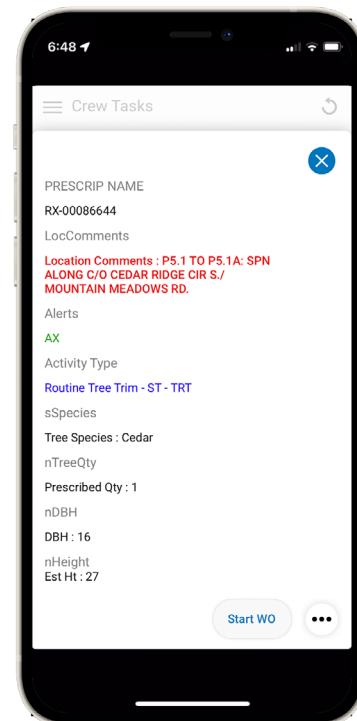 6:48
Crew Tasks
PRESCRIP NAME
RX-00086644
LocComments
Location Comments : P5.1 TO P5.1A: SPN
ALONG C/O CEDAR RIDGE CIR S./
MOUNTAIN MEADOWS RD.
Alerts
AX
Activity Type
Routine Tree Trim - ST - TRT
sSpecies
Tree Species : Cedar
nTreeQty
Prescribed Qty : 1
nDBH
DBH : 16
nHeight
Est Ht : 27
Start WO